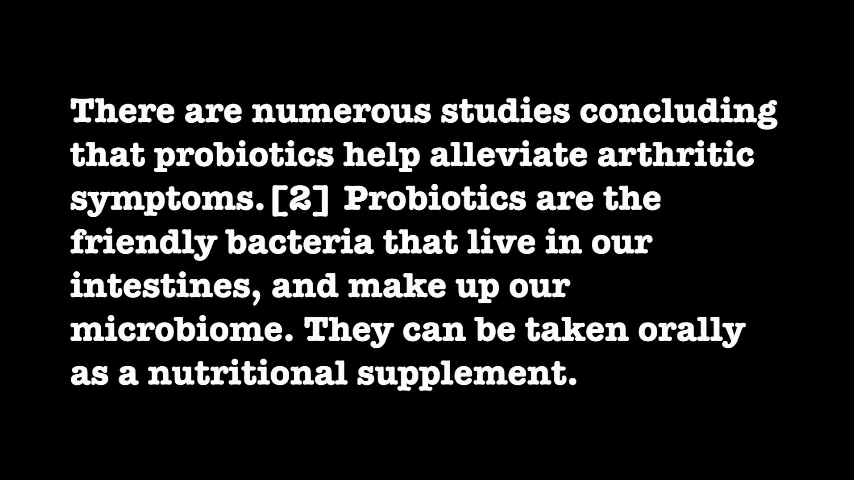 There are numerous studies concluding
that probiotics help alleviate arthritic
symptoms.[2] Probiotics are the
friendly bacteria that live in our
intestines, and make up our
microbiome. They can be taken orally
as a nutritional supplement.